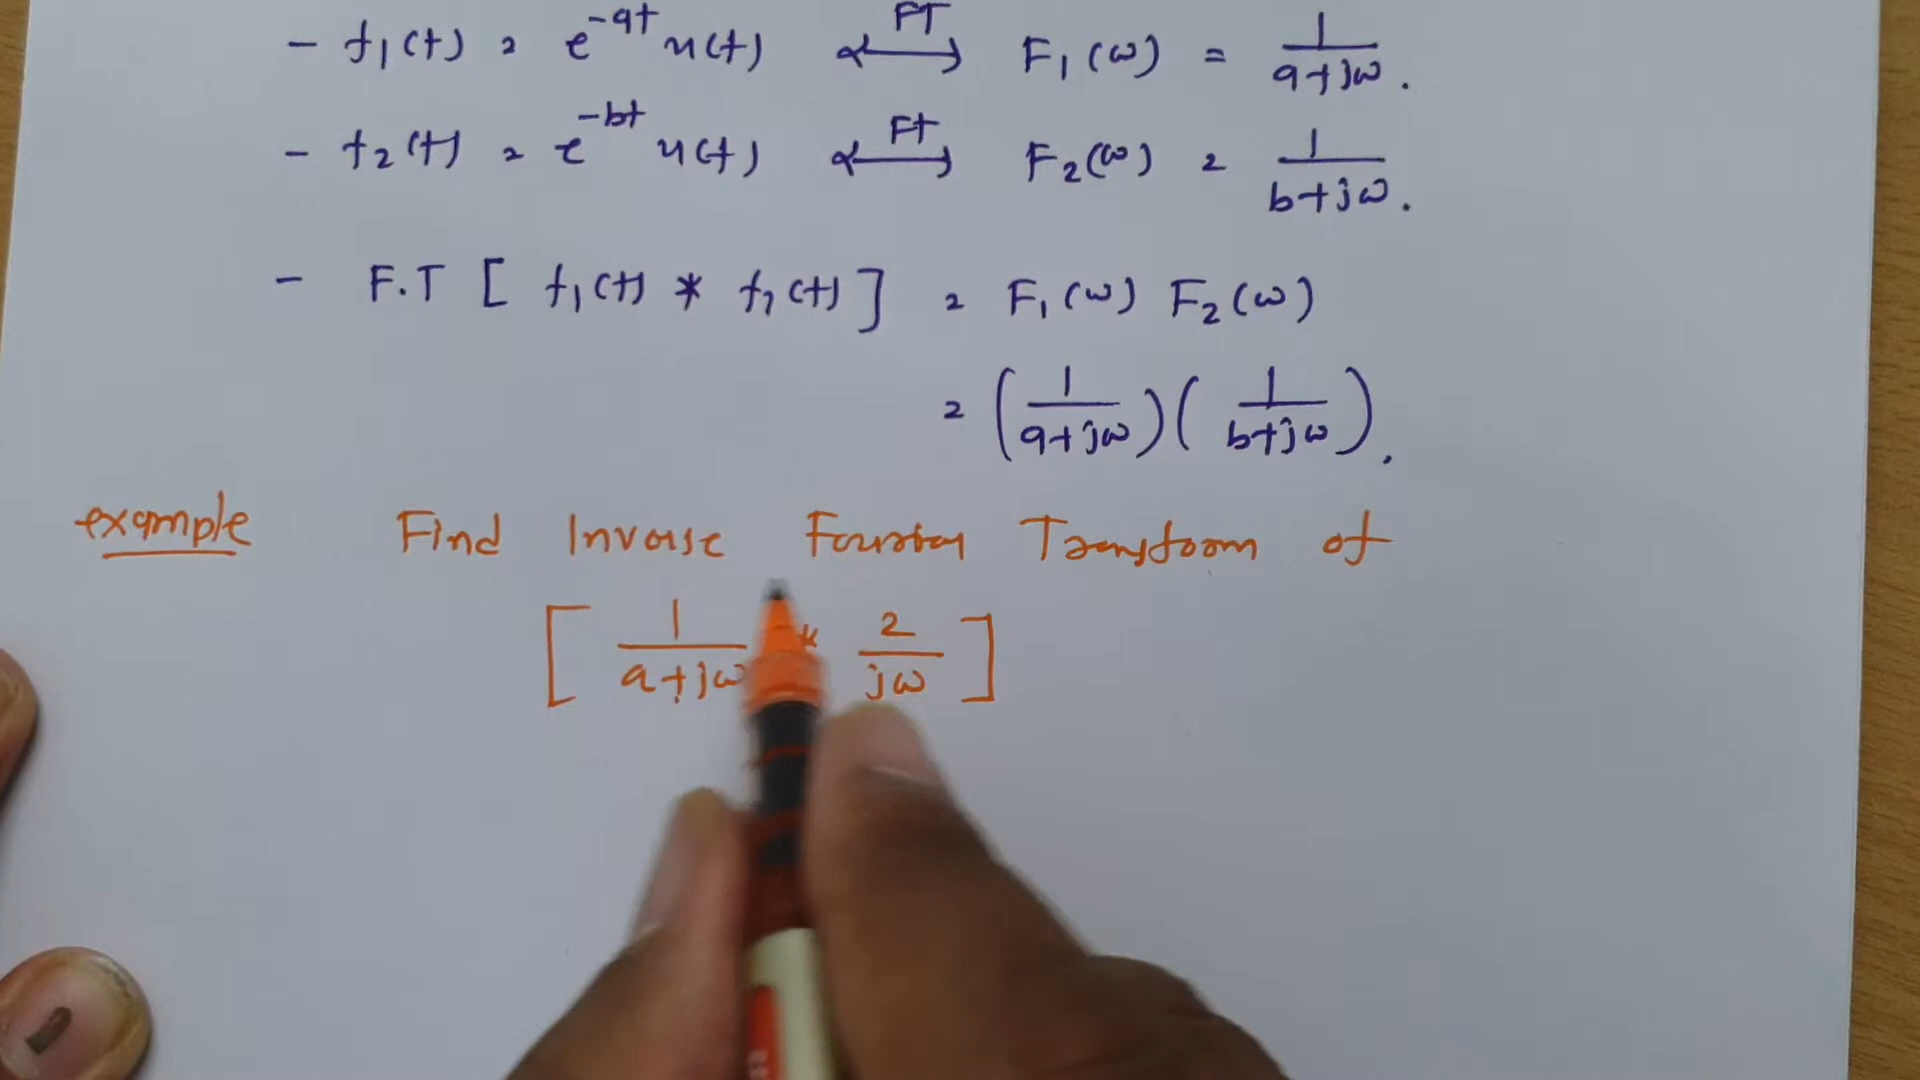 - f₁(t) = e^{-at} u(t) ⟷^{FT} F₁(ω) = 1/(a+jω).
- f₂(t) = e^{-bt} u(t) ⟷^{FT} F₂(ω) = 1/(b+jω).
- F.T [ f₁(t) * f₂(t) ] = F₁(ω) F₂(ω)
= (1/(a+jω)) (1/(b+jω)).
example Find Inverse Fourier Transform of
[ 1/(a+jω) * 2/(jω) ]